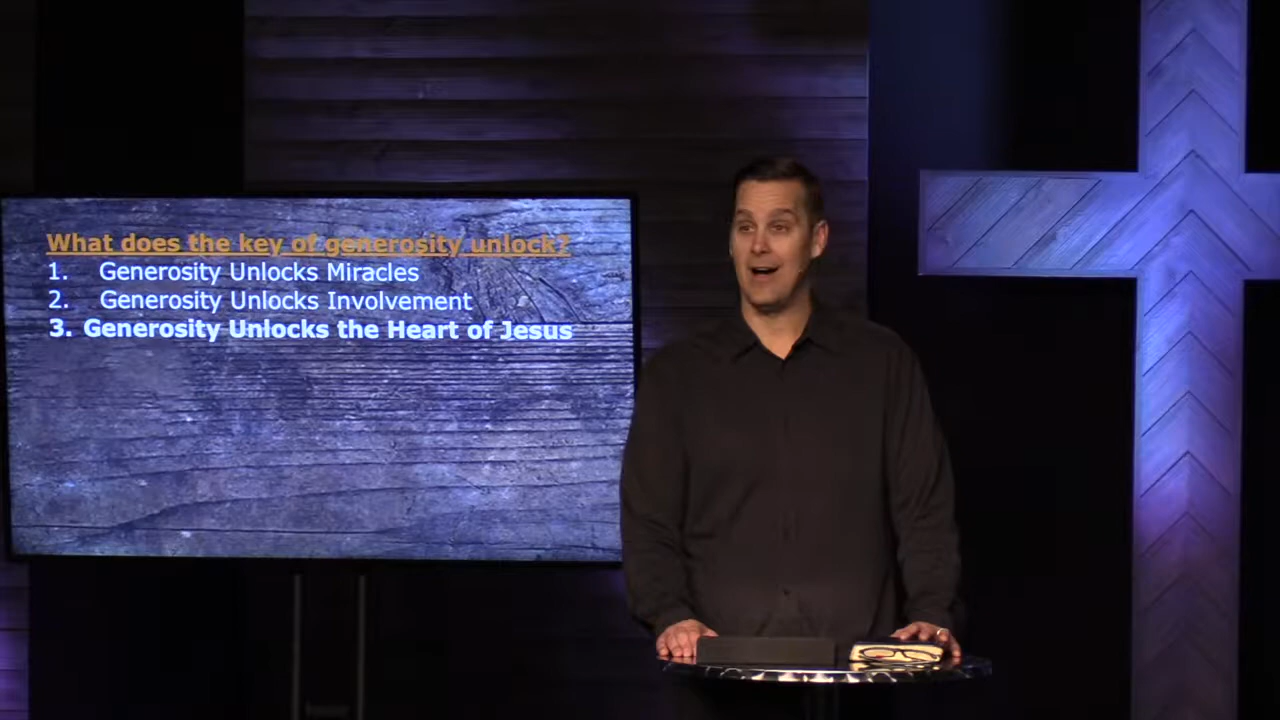 What does the key of generosity unlock?
1. Generosity Unlocks Miracles
2. Generosity Unlocks Involvement
3. Generosity Unlocks the Heart of Jesus